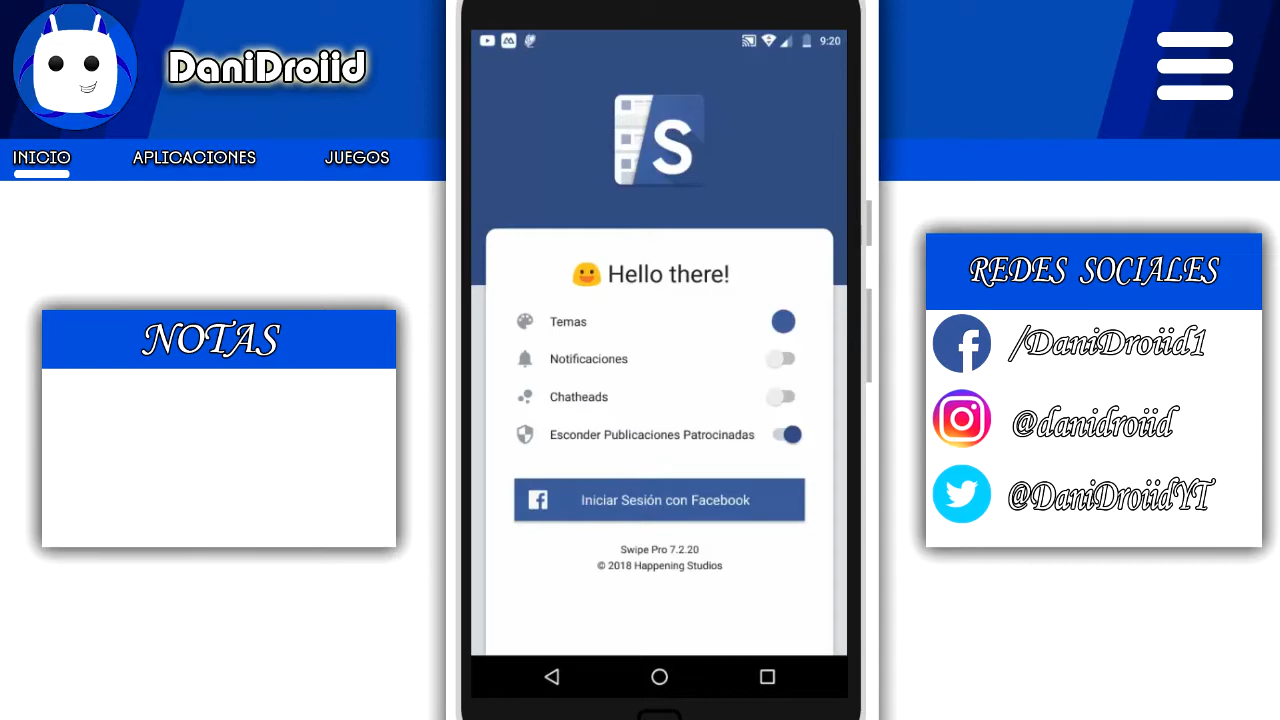 DaniDroiid
INICIO
APLICACIONES
JUEGOS
NOTAS
9:20
S
Hello there!
Temas
Notificaciones
Chatheads
Esconder Publicaciones Patrocinadas
Iniciar Sesión con Facebook
Swipe Pro 7.2.20
© 2018 Happening Studios
REDES SOCIALES
/DaniDroiid1
@danidroiid
@DaniDroiidYT